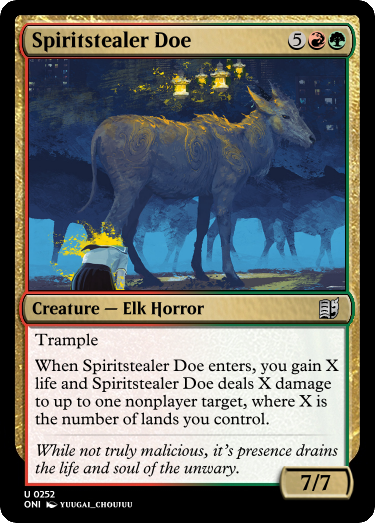 Spiritstealer Doe 5
Creature — Elk Horror
Trample
When Spiritstealer Doe enters, you gain X
life and Spiritstealer Doe deals X damage
to up to one nonplayer target, where X is
the number of lands you control.
While not truly malicious, it's presence drains
the life and soul of the unwary.
7/7
U 0252
ONI YUUGAI_CHOUJUU